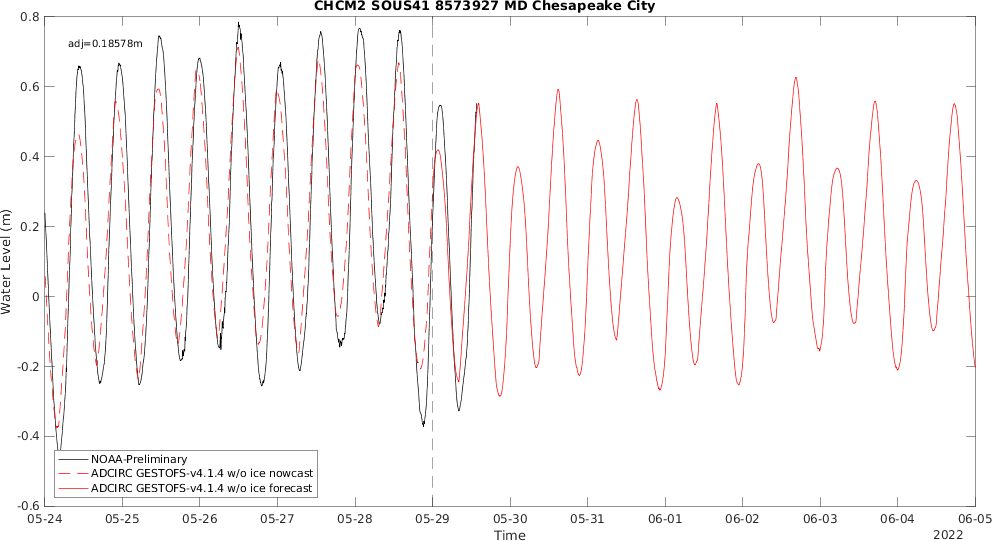 CHCM2 SOUS41 8573927 MD Chesapeake City
adj=0.18578m
Water Level (m)
0.8
0.6
0.4
0.2
0
-0.2
-0.4
-0.6
NOAA-Preliminary
ADCIRC GESTOFS-v4.1.4 w/o ice nowcast
ADCIRC GESTOFS-v4.1.4 w/o ice forecast
05-24 05-25 05-26 05-27 05-28 05-29 05-30 05-31 06-01 06-02 06-03 06-04 06-05
Time
2022